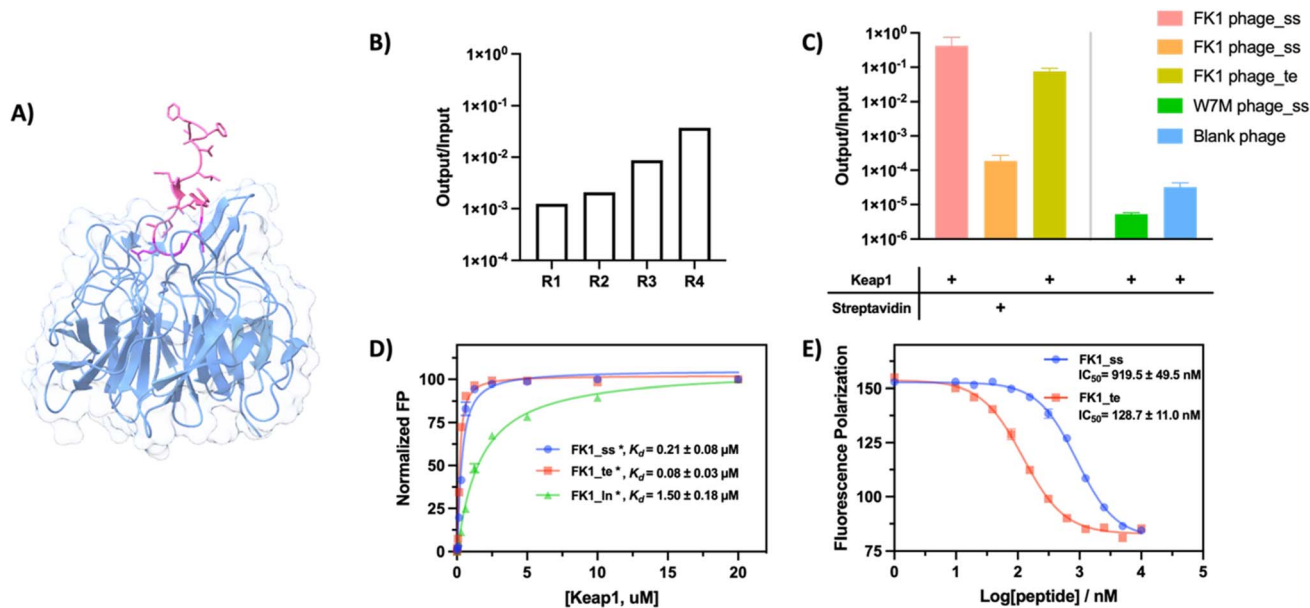 A)
B)
Output/Input
1×10⁰
1×10⁻¹
1×10⁻²
1×10⁻³
1×10⁻⁴
R1 R2 R3 R4
C)
Output/Input
1×10⁰
1×10⁻¹
1×10⁻²
1×10⁻³
1×10⁻⁴
1×10⁻⁵
1×10⁻⁶
Keap1 + + + +
Streptavidin +
FK1 phage_ss
FK1 phage_ss
FK1 phage_te
W7M phage_ss
Blank phage
D)
Normalized FP
100
75
50
25
0
FK1_ss *, Kd = 0.21 ± 0.08 μM
FK1_te *, Kd = 0.08 ± 0.03 μM
FK1_ln *, Kd = 1.50 ± 0.18 μM
0 5 10 15 20
[Keap1, uM]
E)
Fluorescence Polarization
150
125
100
75
FK1_ss
IC50= 919.5 ± 49.5 nM
FK1_te
IC50= 128.7 ± 11.0 nM
0 1 2 3 4 5
Log[peptide] / nM